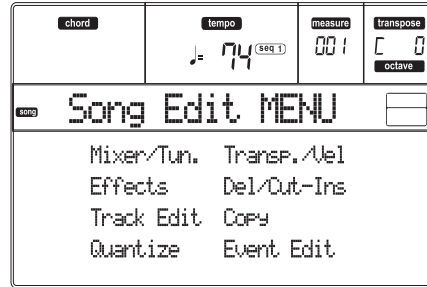 chord tempo measure transpose
♩= 94 seq 1 001 C 0
octave
song Song Edit MENU
Mixer/Tun. Transp./Vel
Effects Del/Cut-Ins
Track Edit Copy
Quantize Event Edit